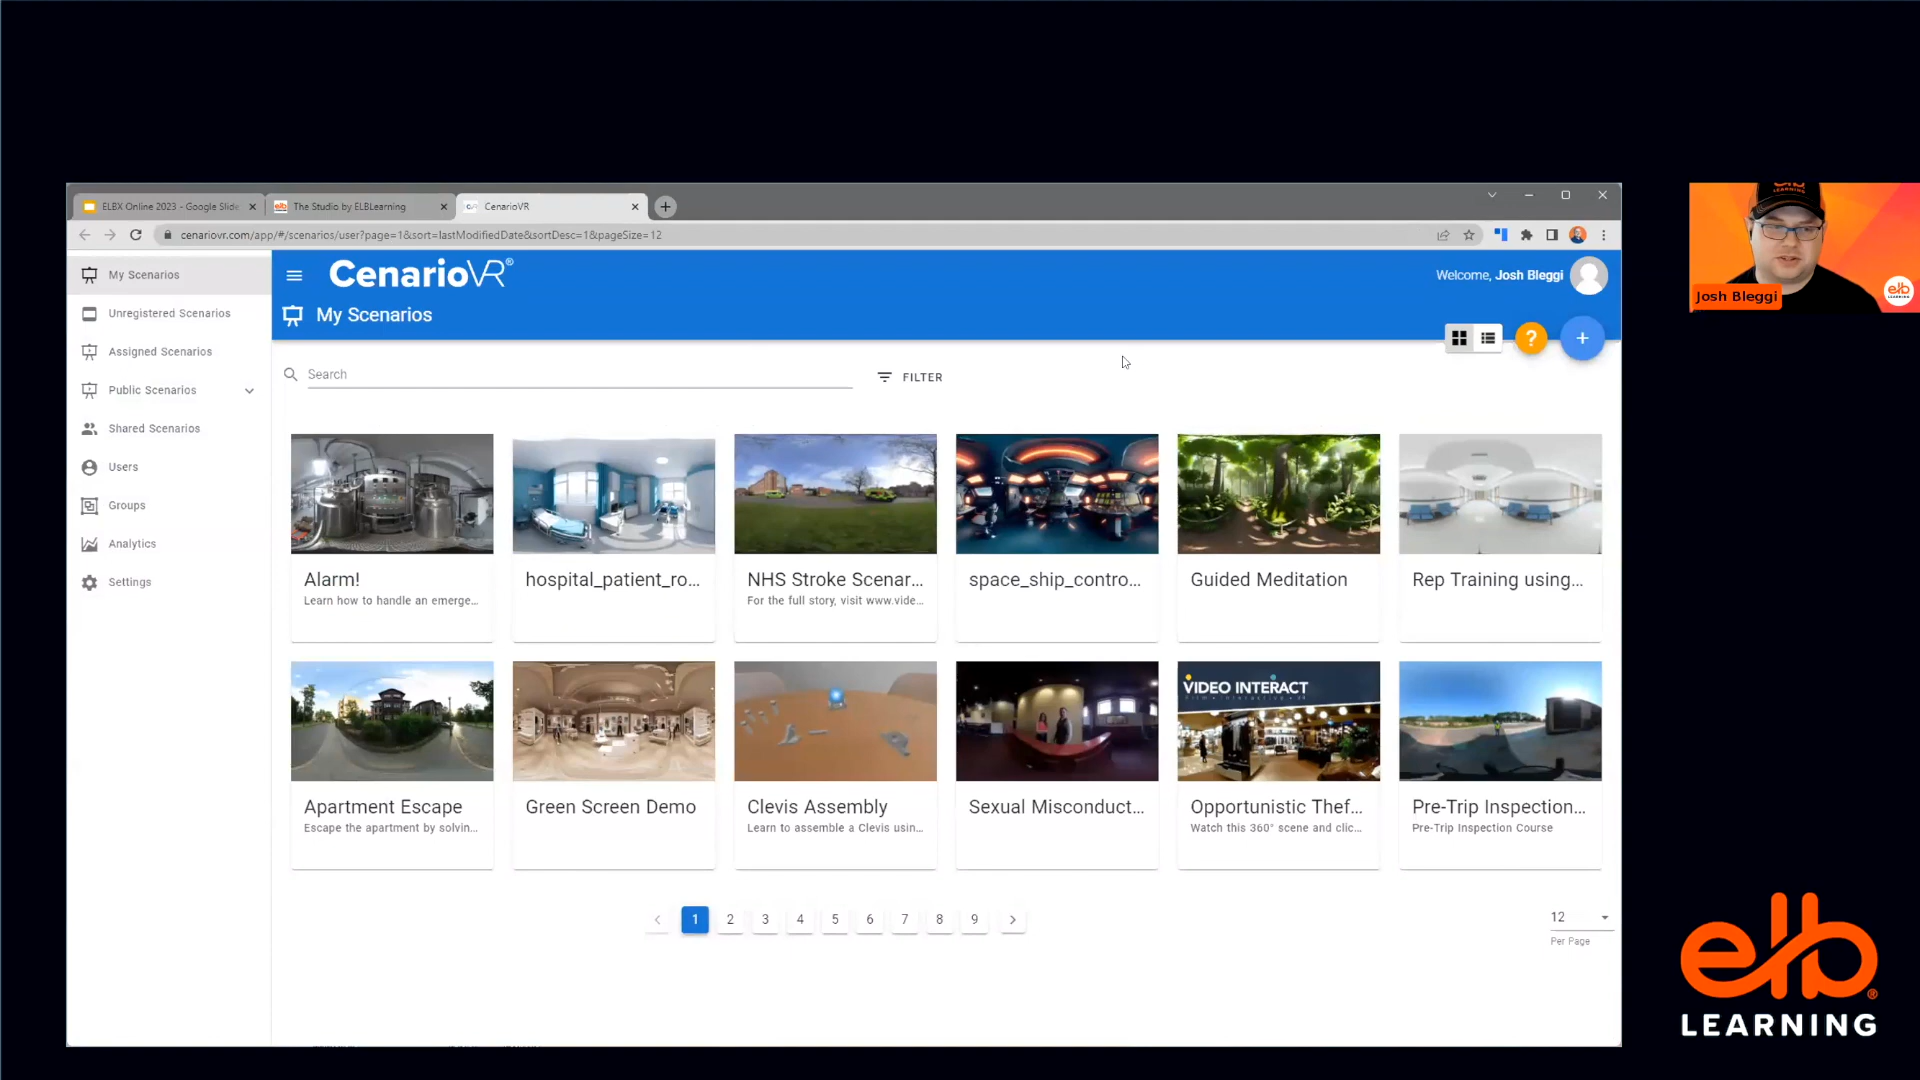 ELBX Online 2023 - Google Slide
The Studio by ELBLearning
CenarioVR
cenariovr.com/app/#/scenarios/user?page=1&sort=lastModifiedDate&sortDesc=1&pageSize=12
My Scenarios
Unregistered Scenarios
Assigned Scenarios
Public Scenarios
Shared Scenarios
Users
Groups
Analytics
Settings
CenarioVR®
Welcome, Josh Bleggi
My Scenarios
?
+
Search
FILTER
Alarm!
Learn how to handle an emerge...
hospital_patient_ro...
NHS Stroke Scenar...
For the full story, visit www.vide...
space_ship_contro...
Guided Meditation
Rep Training using...
VIDEO INTERACT
Apartment Escape
Escape the apartment by solvin...
Green Screen Demo
Clevis Assembly
Learn to assemble a Clevis usin...
Sexual Misconduct...
Opportunistic Thef...
Watch this 360° scene and clic...
Pre-Trip Inspection...
Pre-Trip Inspection Course
1 2 3 4 5 6 7 8 9
12
Per Page
Josh Bleggi
elb
LEARNING
elb®
LEARNING